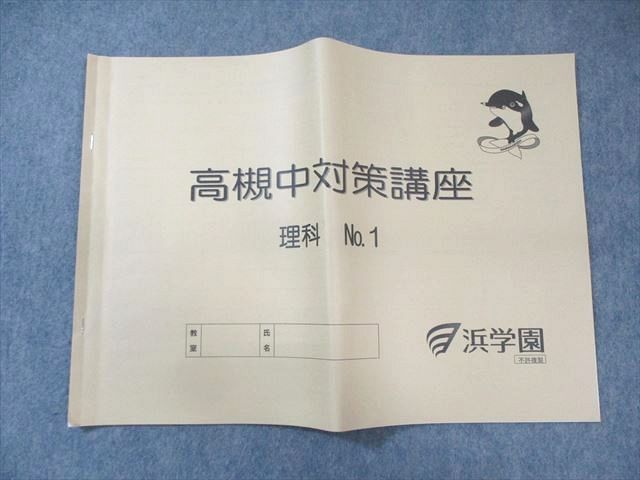 高槻中対策講座
理科 No.1
教室 氏名
浜学園
不許複製